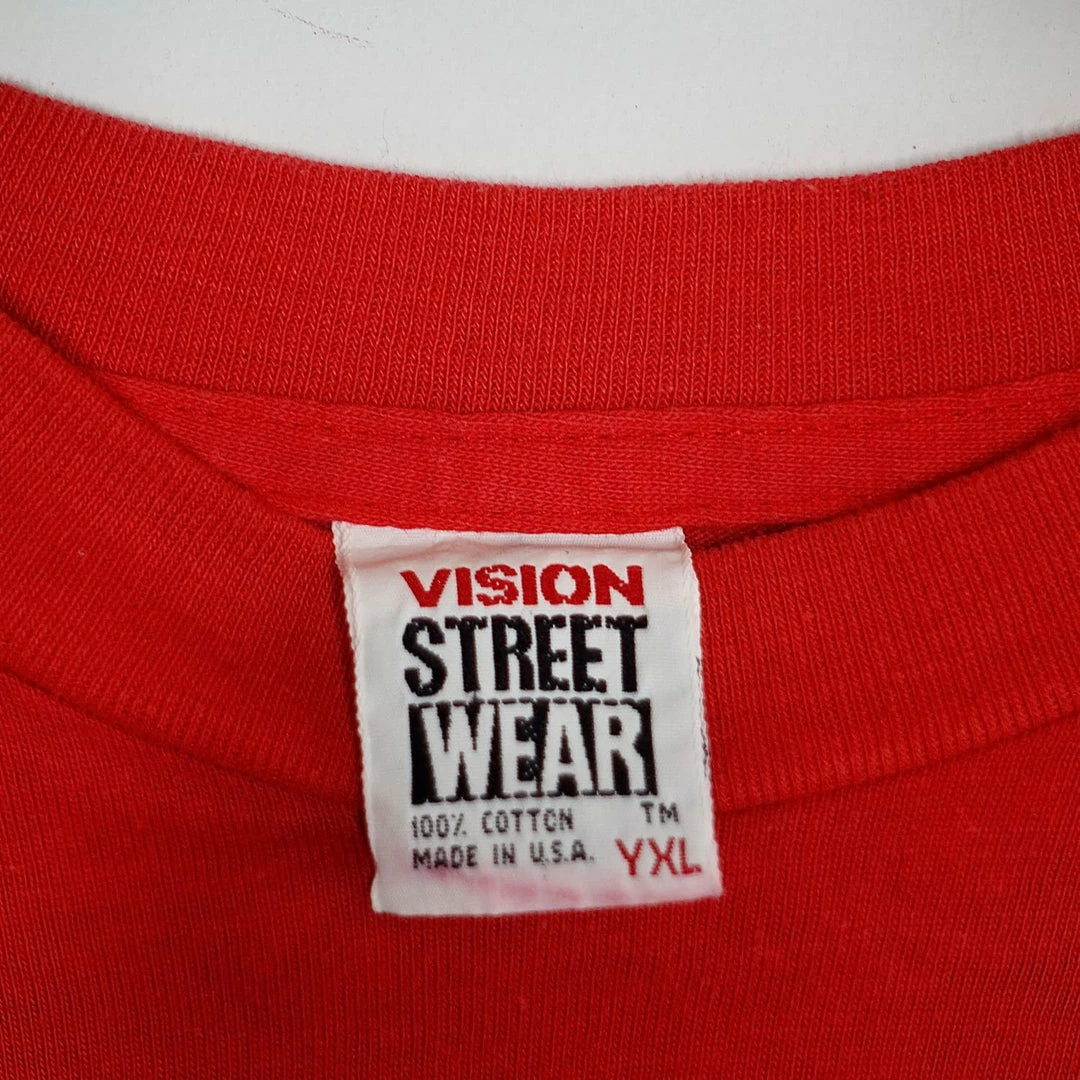 VISION
STREET
WEAR
100% COTTON TM
MADE IN U.S.A. YXL